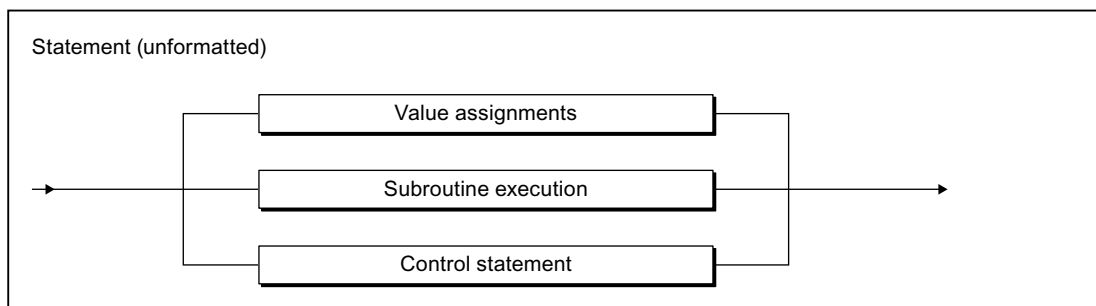 Statement (unformatted)
Value assignments
Subroutine execution
Control statement